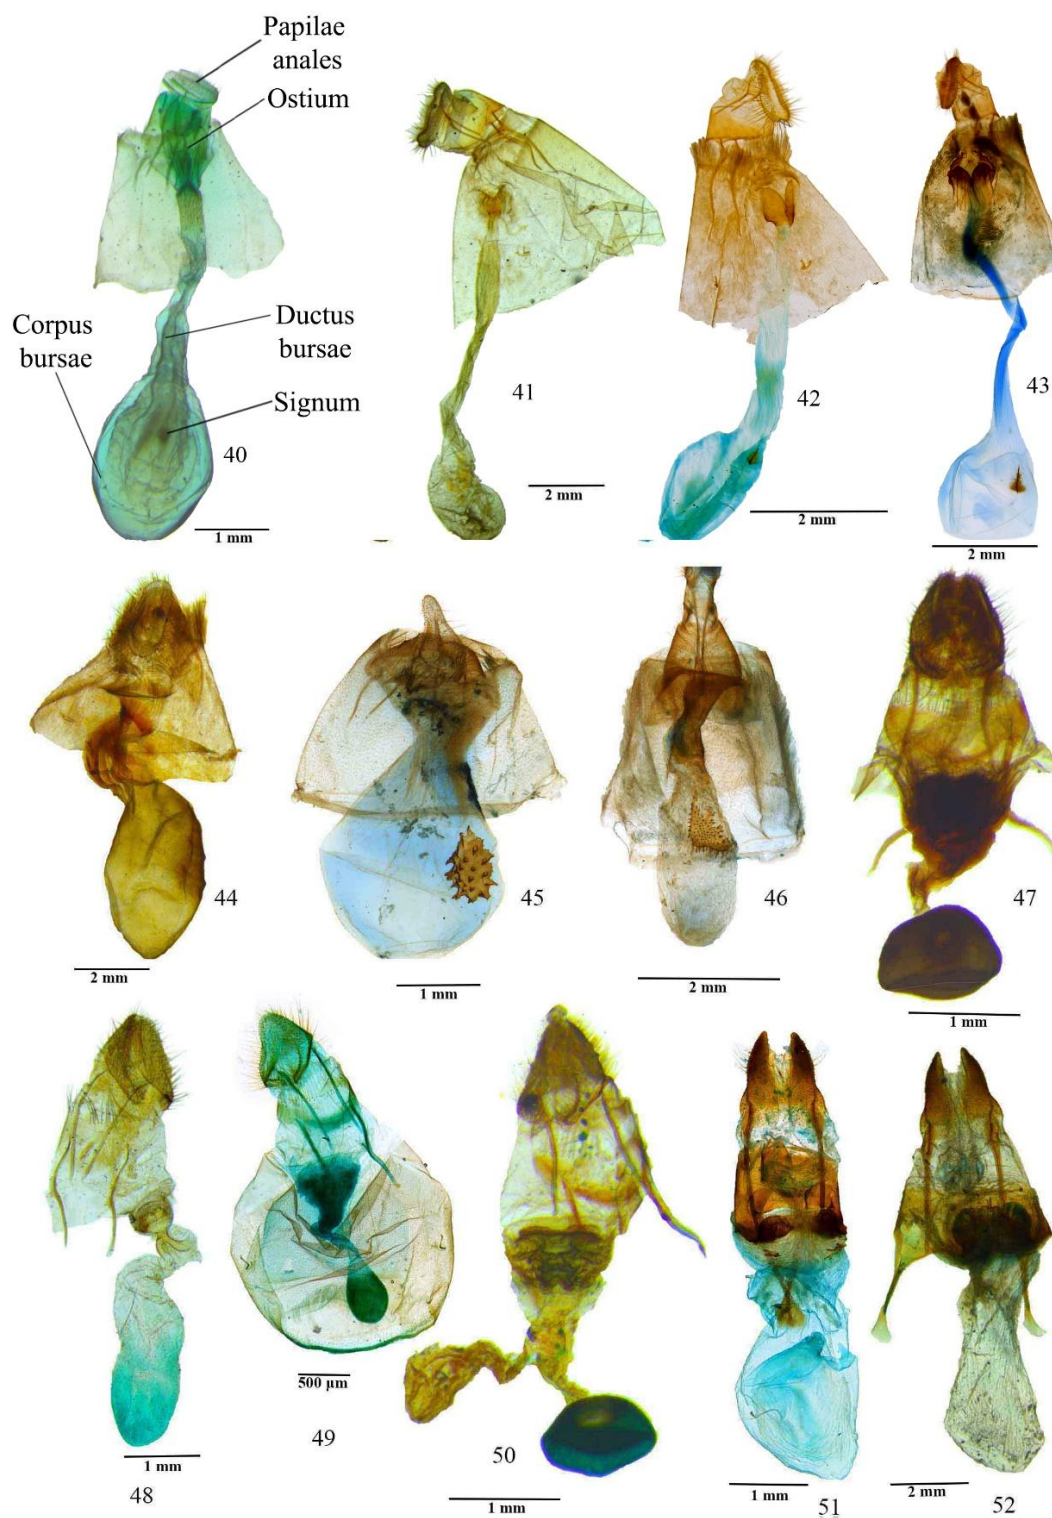 Papilae
anales
Ostium
Corpus
bursae
Ductus
bursae
Signum
40
1 mm
41
2 mm
42
2 mm
43
2 mm
44
2 mm
45
1 mm
46
2 mm
47
1 mm
48
1 mm
49
500 µm
50
1 mm
51
1 mm
52
2 mm